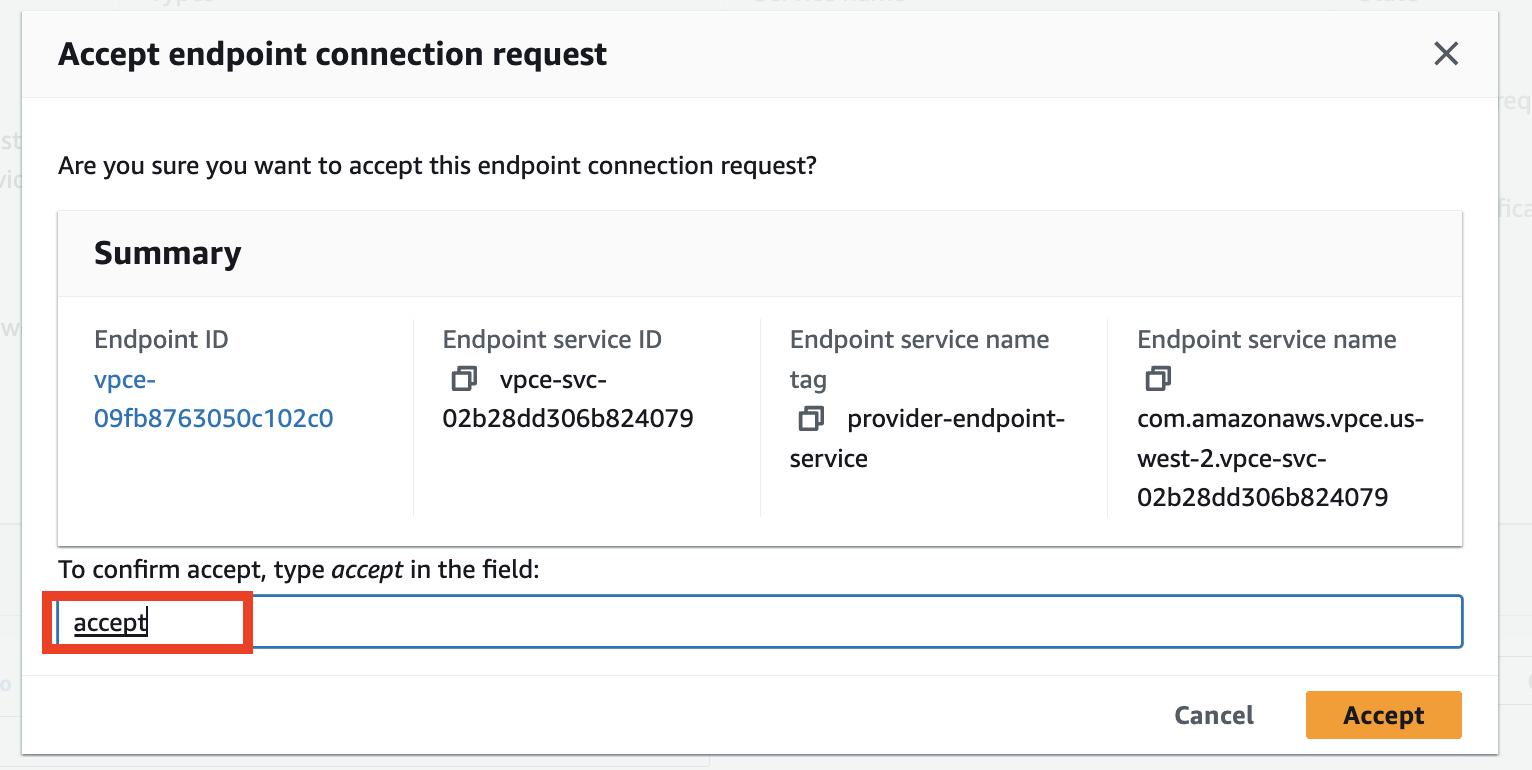 Accept endpoint connection request
Are you sure you want to accept this endpoint connection request?
Summary
Endpoint ID
vpce-
09fb8763050c102c0
Endpoint service ID
vpce-svc-
02b28dd306b824079
Endpoint service name
tag
provider-endpoint-
service
Endpoint service name
com.amazonaws.vpce.us-
west-2.vpce-svc-
02b28dd306b824079
To confirm accept, type accept in the field:
accept
Cancel
Accept